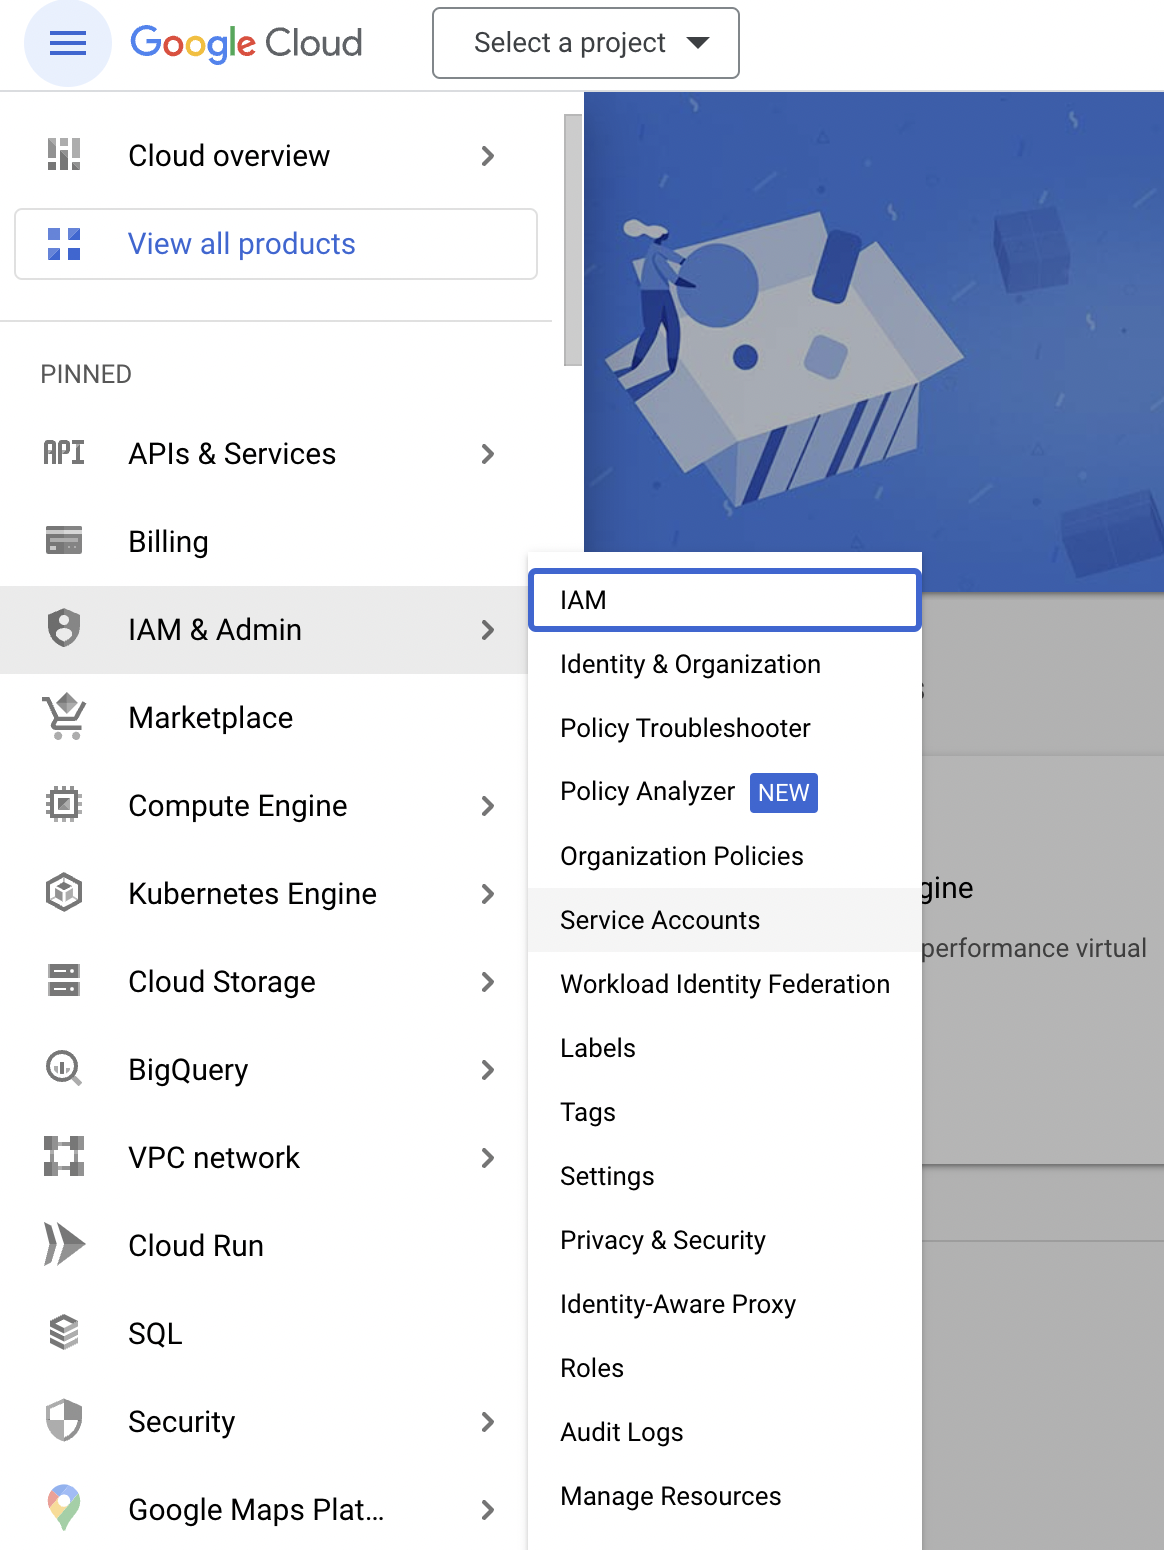 Google Cloud
Select a project
Cloud overview
View all products
PINNED
API APIs & Services
Billing
IAM & Admin
Marketplace
Compute Engine
Kubernetes Engine
Cloud Storage
BigQuery
VPC network
Cloud Run
SQL
Security
Google Maps Plat...
IAM
Identity & Organization
Policy Troubleshooter
Policy Analyzer NEW
Organization Policies
Service Accounts
Workload Identity Federation
Labels
Tags
Settings
Privacy & Security
Identity-Aware Proxy
Roles
Audit Logs
Manage Resources
gine
performance virtual